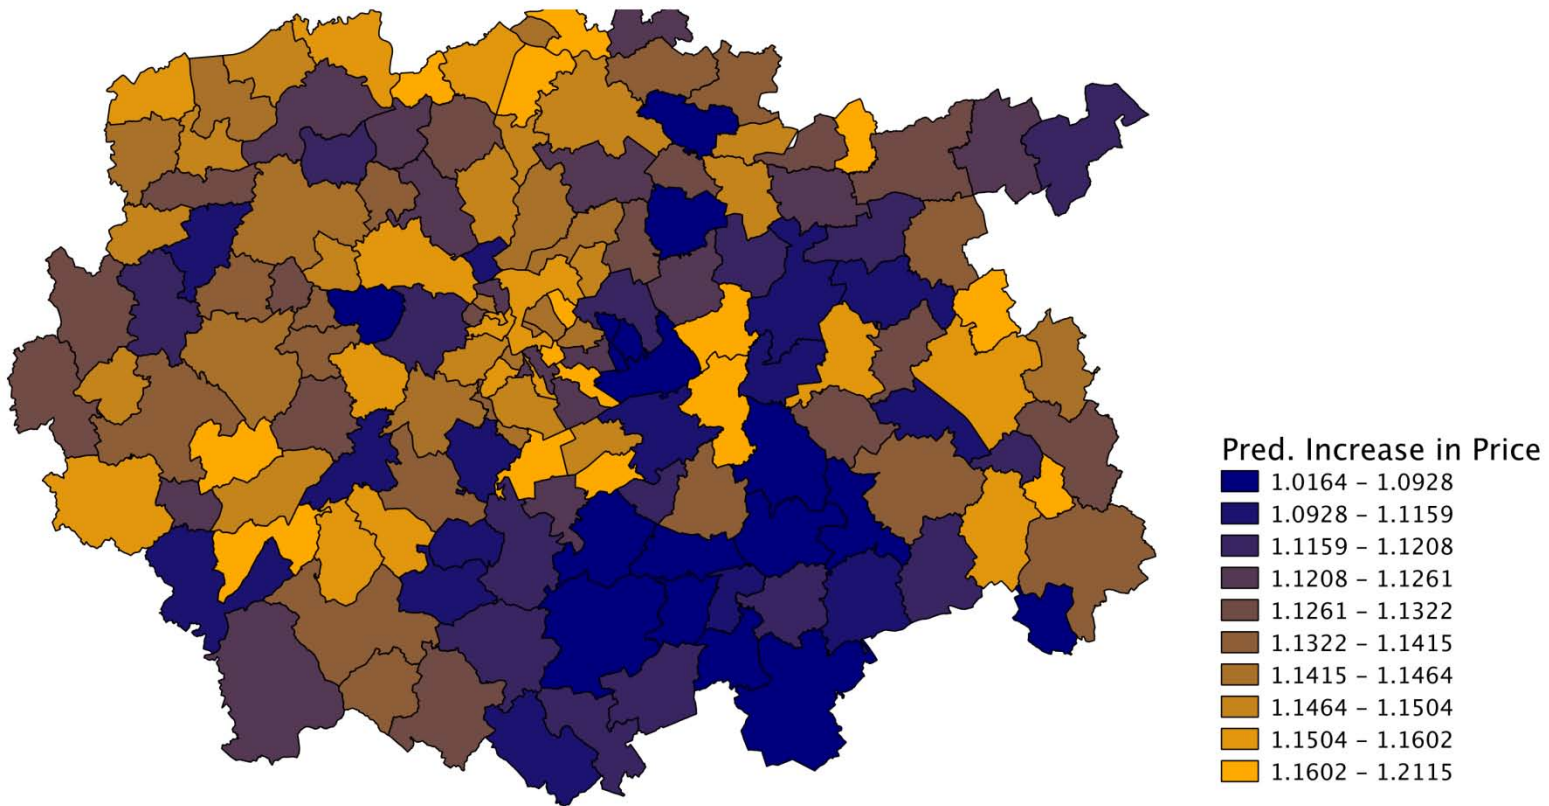 Pred. Increase in Price
1.0164 – 1.0928
1.0928 – 1.1159
1.1159 – 1.1208
1.1208 – 1.1261
1.1261 – 1.1322
1.1322 – 1.1415
1.1415 – 1.1464
1.1464 – 1.1504
1.1504 – 1.1602
1.1602 – 1.2115